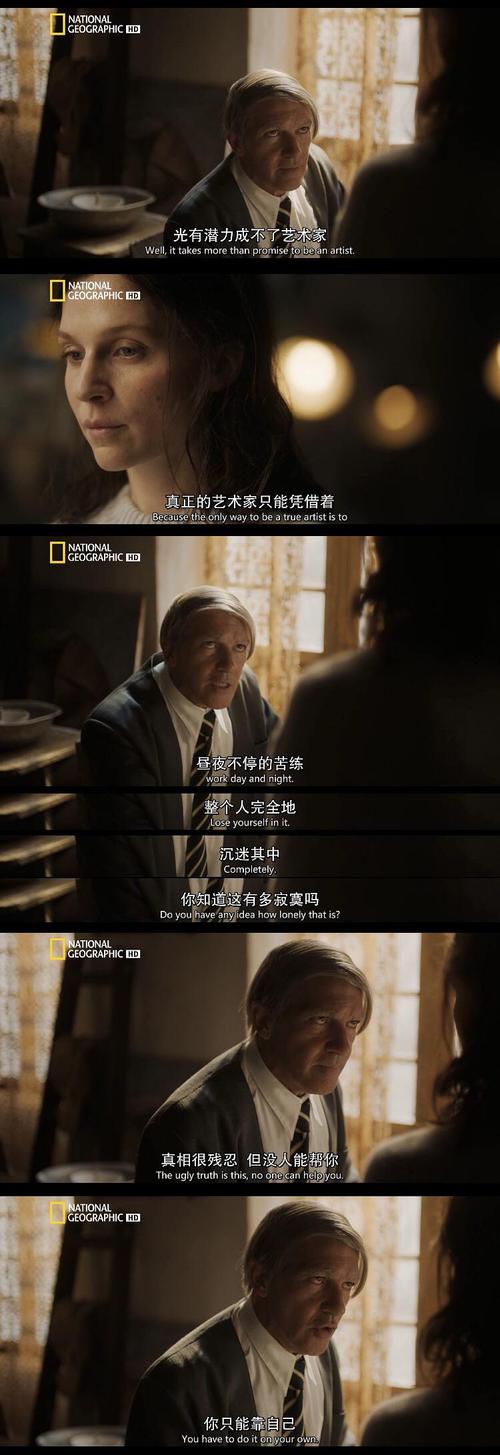 NATIONAL
GEOGRAPHIC HD
光有潜力成不了艺术家
Well, it takes more than promise to be an artist.
NATIONAL
GEOGRAPHIC HD
真正的艺术家只能凭借着
Because the only way to be a true artist is to
NATIONAL
GEOGRAPHIC HD
昼夜不停的苦练
work day and night.
整个人完全地
Lose yourself in it.
沉迷其中
Completely.
你知道这有多寂寞吗
Do you have any idea how lonely that is?
NATIONAL
GEOGRAPHIC HD
真相很残忍 但没人能帮你
The ugly truth is this, no one can help you.
NATIONAL
GEOGRAPHIC HD
你只能靠自己
You have to do it on your own.